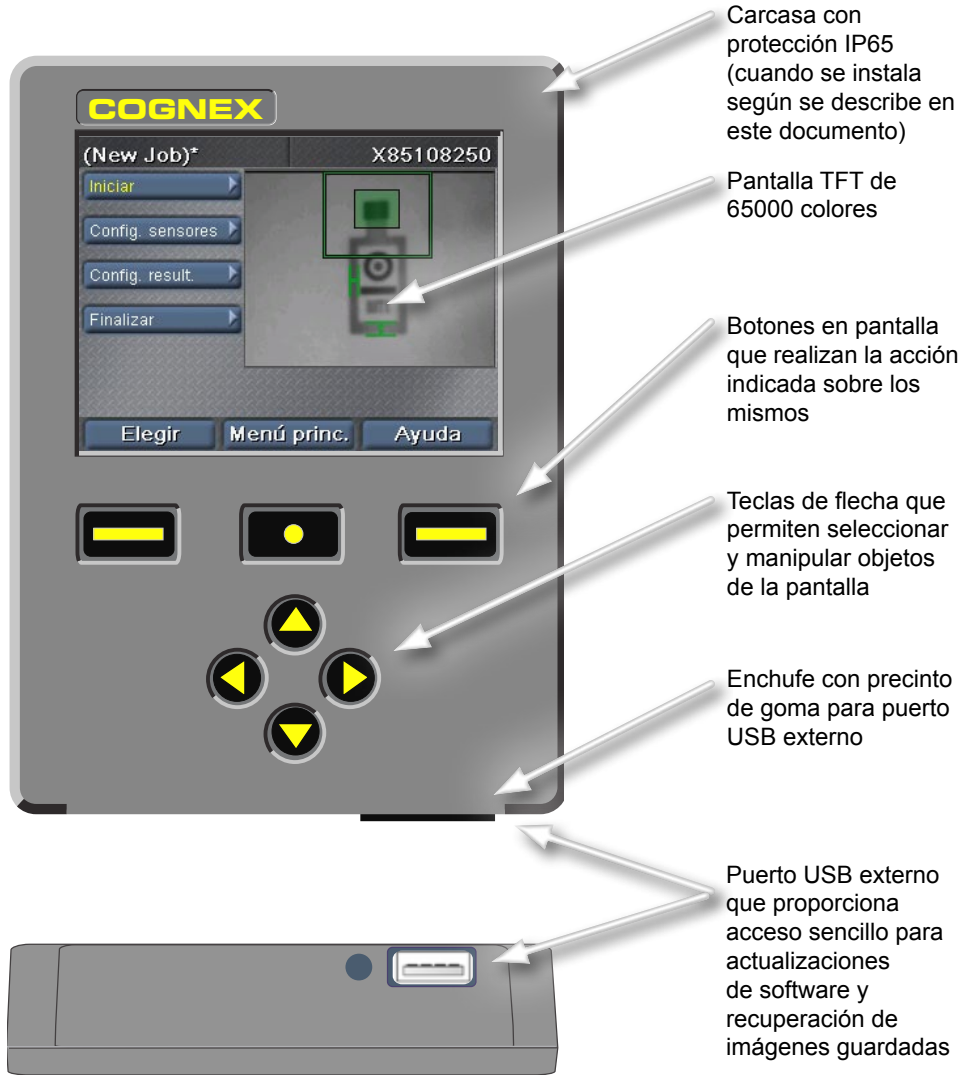 Carcasa con
protección IP65
(cuando se instala
según se describe en
este documento)
COGNEX
(New Job)*
X85108250
Iniciar
Config. sensores
Config. result.
Finalizar
Elegir
Menú princ.
Ayuda
Pantalla TFT de
65000 colores
Botones en pantalla
que realizan la acción
indicada sobre los
mismos
Teclas de flecha que
permiten seleccionar
y manipular objetos
de la pantalla
Enchufe con precinto
de goma para puerto
USB externo
Puerto USB externo
que proporciona
acceso sencillo para
actualizaciones
de software y
recuperación de
imágenes guardadas